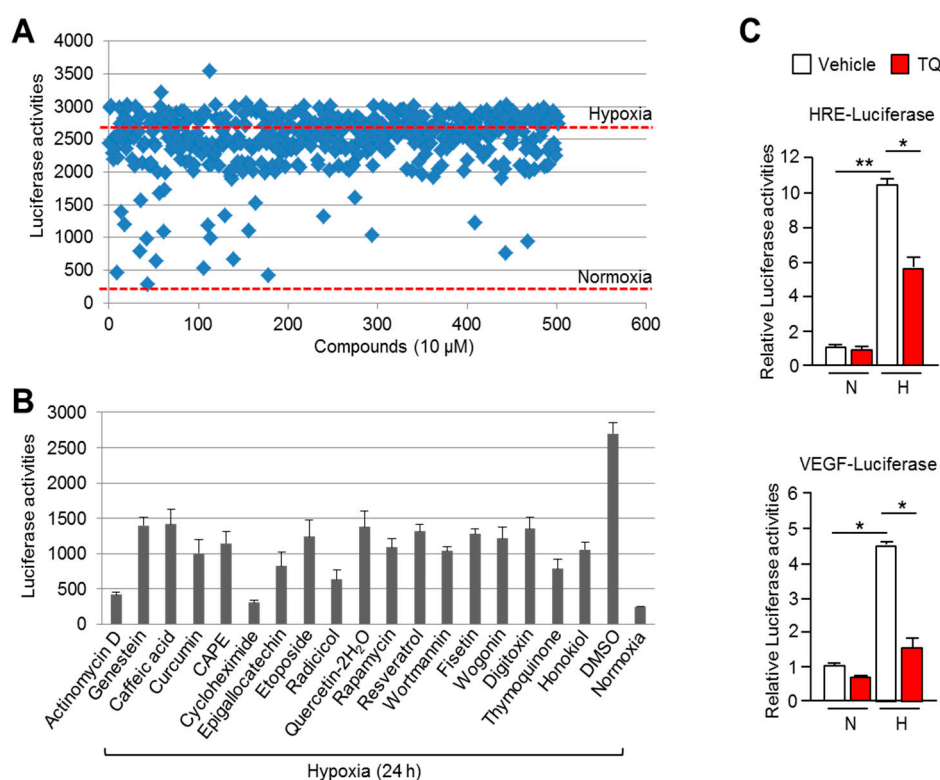 A
Luciferase activities
4000
3500
3000
2500
2000
1500
1000
500
0
Hypoxia
Normoxia
0
100
200
300
400
500
600
Compounds (10 µM)
B
Luciferase activities
3000
2500
2000
1500
1000
500
0
Actinomycin D
Genestein
Caffeic acid
Curcumin
CAPE
Cycloheximide
Epigallocatechin
Etoposide
Radicicol
Quercetin-2H₂O
Rapamycin
Resveratrol
Wortmannin
Fisetin
Wogonin
Digitoxin
Thymoquinone
Honokiol
DMSO
Normoxia
Hypoxia (24 h)
C
Vehicle TQ
HRE-Luciferase
Relative Luciferase activities
12
10
8
6
4
2
0
**
*
N H
VEGF-Luciferase
Relative Luciferase activities
6
5
4
3
2
1
0
*
*
N H